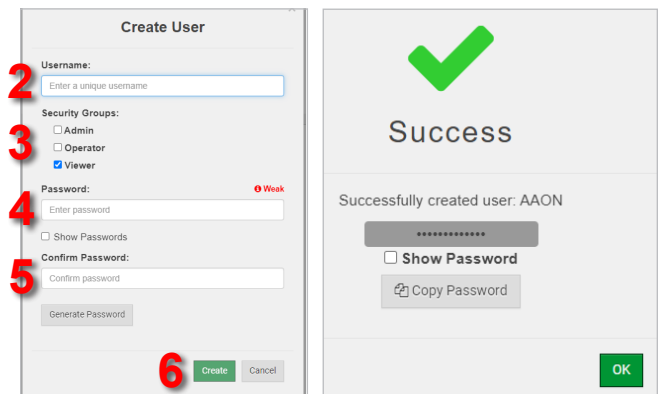 Create User
2
Username:
Enter a unique username
3
Security Groups:
Admin
Operator
Viewer
4
Password:
Weak
Enter password
Show Passwords
5
Confirm Password:
Confirm password
Generate Password
6
Create
Cancel
Success
Successfully created user: AAON
•••••••••••••
Show Password
Copy Password
OK